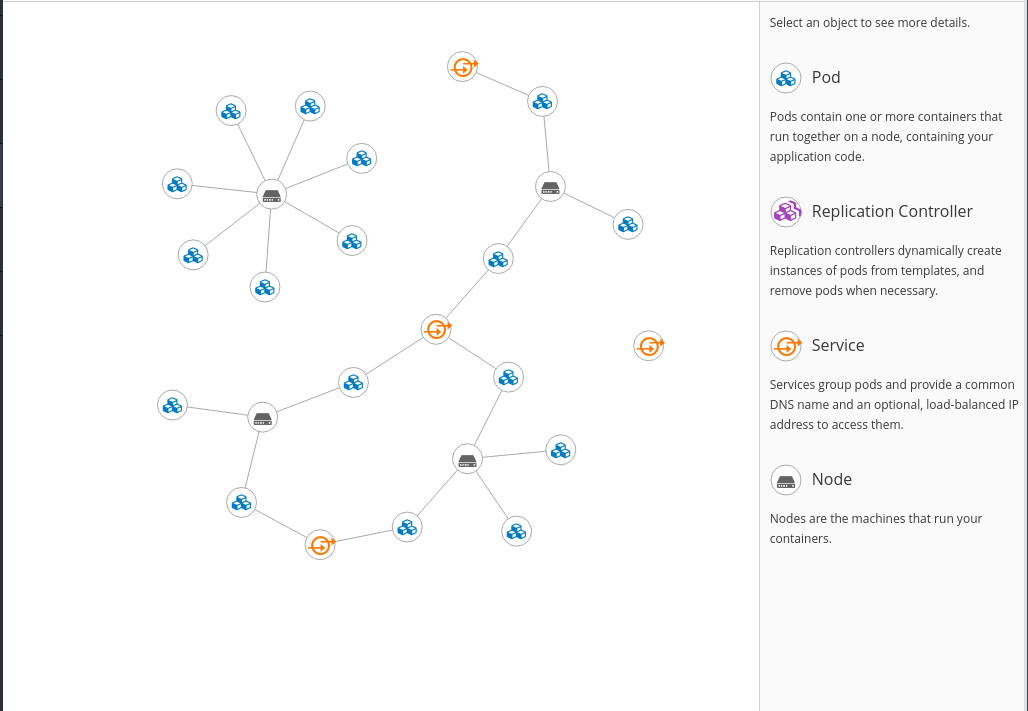 Select an object to see more details.
Pod
Pods contain one or more containers that
run together on a node, containing your
application code.
Replication Controller
Replication controllers dynamically create
instances of pods from templates, and
remove pods when necessary.
Service
Services group pods and provide a common
DNS name and an optional, load-balanced IP
address to access them.
Node
Nodes are the machines that run your
containers.